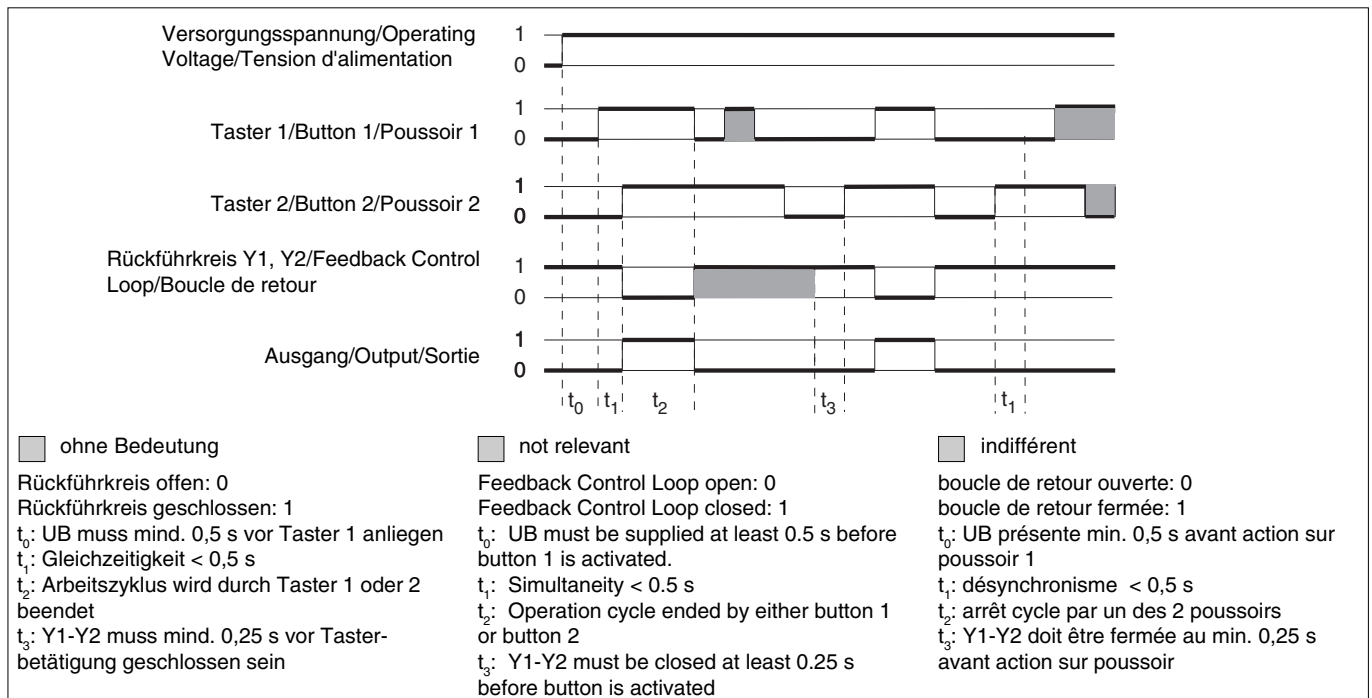 Versorgungsspannung/Operating
Voltage/Tension d'alimentation
1
0
Taster 1/Button 1/Poussoir 1
1
0
Taster 2/Button 2/Poussoir 2
1
0
Rückführkreis Y1, Y2/Feedback Control
Loop/Boucle de retour
1
0
Ausgang/Output/Sortie
1
0
t0 t1 t2 t3 t1
ohne Bedeutung
Rückführkreis offen: 0
Rückführkreis geschlossen: 1
t0: UB muss mind. 0,5 s vor Taster 1 anliegen
t1: Gleichzeitigkeit < 0,5 s
t2: Arbeitszyklus wird durch Taster 1 oder 2
beendet
t3: Y1-Y2 muss mind. 0,25 s vor Taster-
betätigung geschlossen sein
not relevant
Feedback Control Loop open: 0
Feedback Control Loop closed: 1
t0: UB must be supplied at least 0.5 s before
button 1 is activated.
t1: Simultaneity < 0.5 s
t2: Operation cycle ended by either button 1
or button 2
t3: Y1-Y2 must be closed at least 0.25 s
before button is activated
indifférent
boucle de retour ouverte: 0
boucle de retour fermée: 1
t0: UB présente min. 0,5 s avant action sur
poussoir 1
t1: désynchronisme < 0,5 s
t2: arrêt cycle par un des 2 poussoirs
t3: Y1-Y2 doit être fermée au min. 0,25 s
avant action sur poussoir